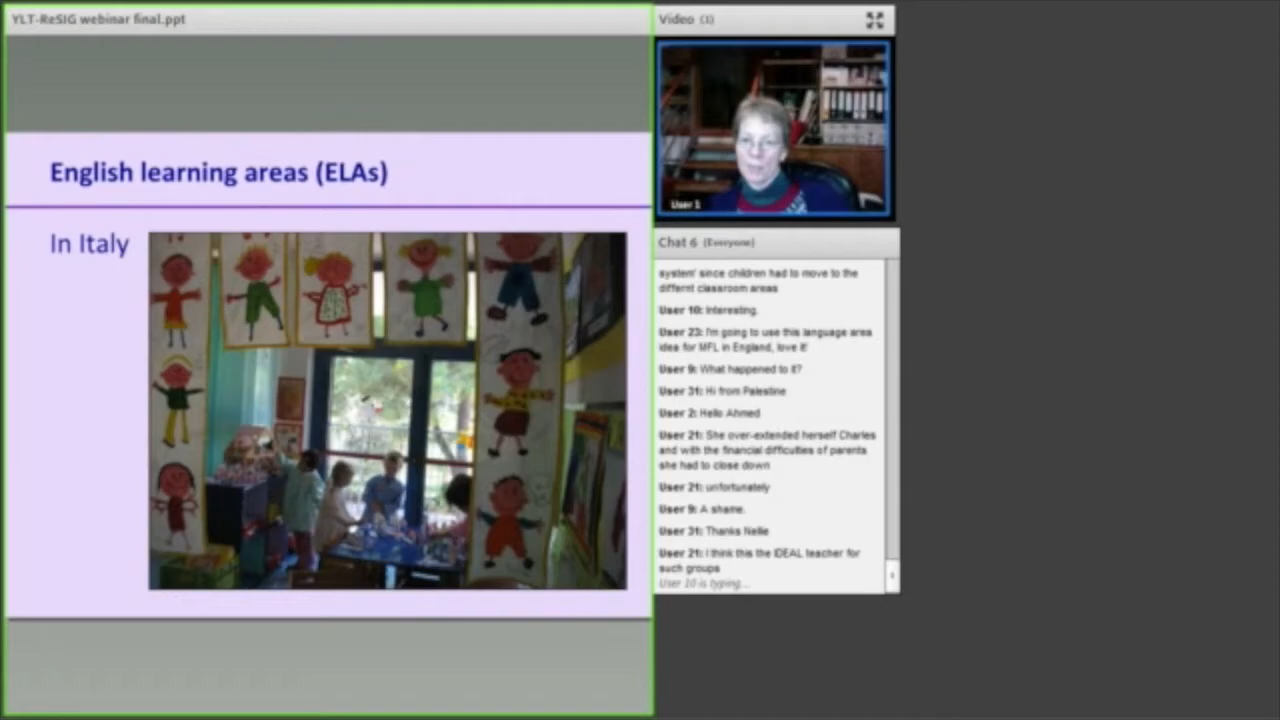 YLT-ReSIG webinar final.ppt
English learning areas (ELAs)
In Italy
Video (1)
User 1
Chat 6 (Everyone)
system' since children had to move to the
differnt classroom areas
User 10: Interesting.
User 23: I'm going to use this language area
idea for MFL in England, love it!
User 9: What happened to it?
User 31: Hi from Palestine
User 2: Hello Ahmed
User 21: She over-extended herself Charles
and with the financial difficulties of parents
she had to close down
User 21: unfortunately
User 9: A shame.
User 31: Thanks Nellie
User 21: I think this the IDEAL teacher for
such groups
User 10 is typing...